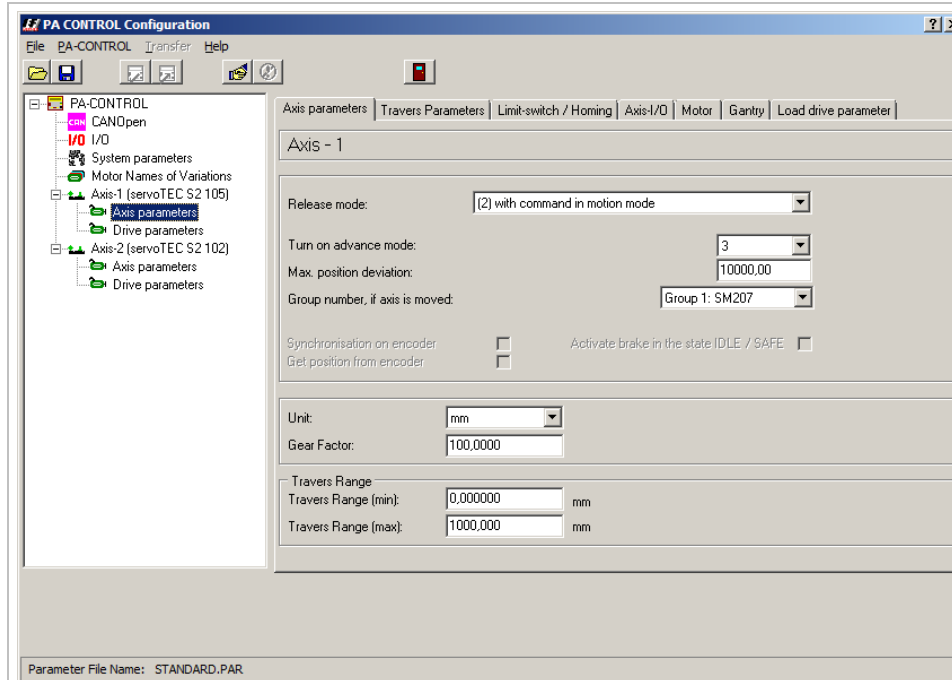 PA CONTROL Configuration
File PA-CONTROL Transfer Help
PA-CONTROL
CAN CANOpen
I/O I/O
System parameters
Motor Names of Variations
Axis-1 (servoTEC S2 105)
Axis parameters
Drive parameters
Axis-2 (servoTEC S2 102)
Axis parameters
Drive parameters
Axis parameters Travers Parameters Limit-switch / Homing Axis-I/O Motor Gantry Load drive parameter
Axis - 1
Release mode: (2) with command in motion mode
Turn on advance mode: 3
Max. position deviation: 10000,00
Group number, if axis is moved: Group 1: SM207
Synchronisation on encoder Activate brake in the state IDLE / SAFE
Get position from encoder
Unit: mm
Gear Factor: 100,0000
Travers Range
Travers Range (min): 0,000000 mm
Travers Range (max): 1000,000 mm
Parameter File Name: STANDARD.PAR